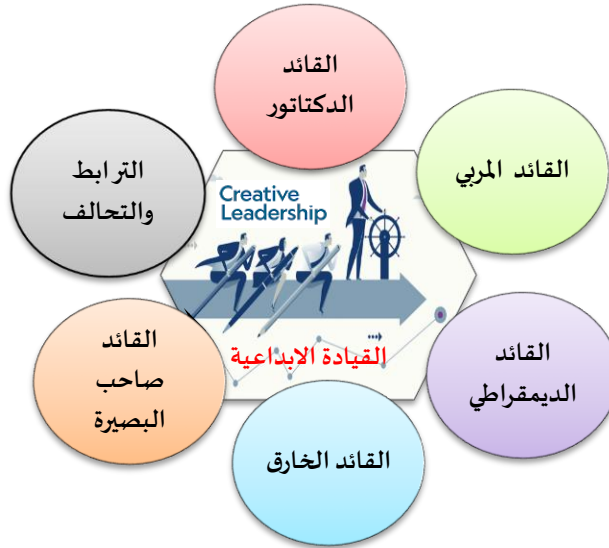 القائد
الدكتاتور
القائد المربي
القائد
الديمقراطي
القائد الخارق
القائد
صاحب
البصيرة
الترابط
والتحالف
Creative
Leadership
القيادة الابداعية